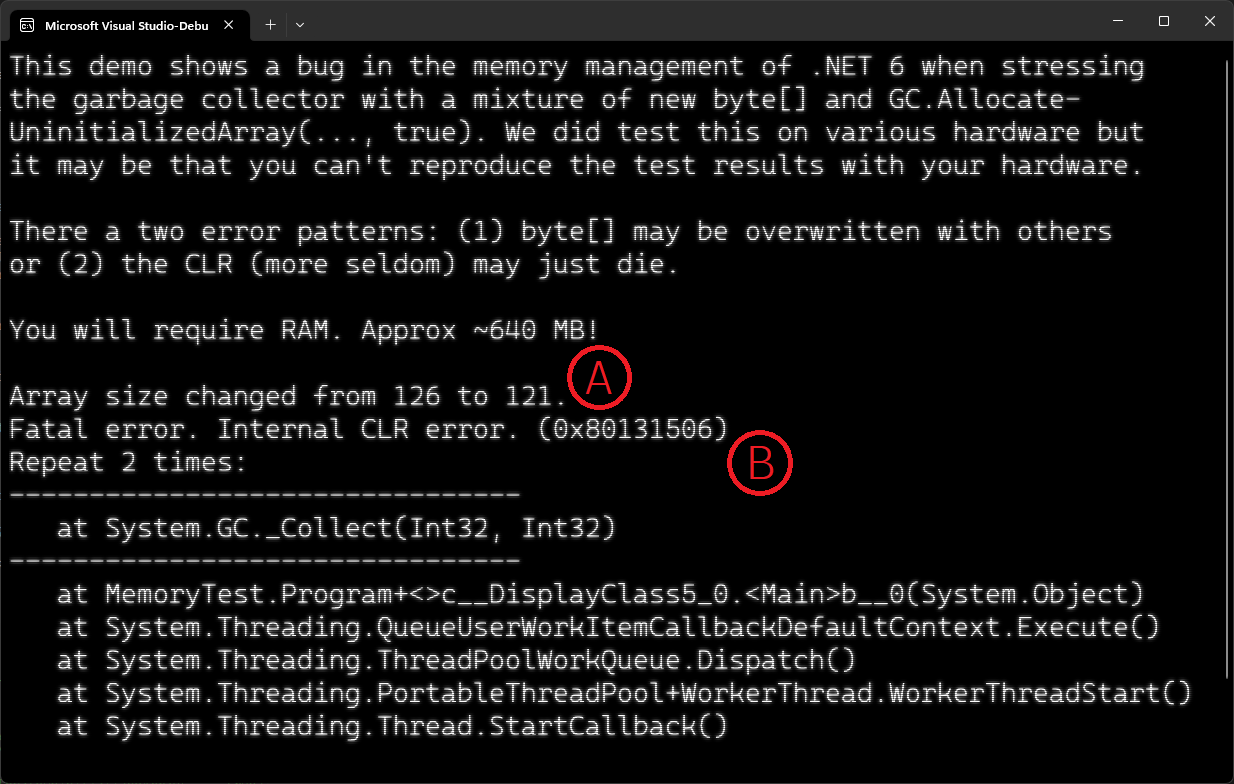 Microsoft Visual Studio-Debu
This demo shows a bug in the memory management of .NET 6 when stressing
the garbage collector with a mixture of new byte[] and GC.Allocate-
UninitializedArray(..., true). We did test this on various hardware but
it may be that you can't reproduce the test results with your hardware.
There a two error patterns: (1) byte[] may be overwritten with others
or (2) the CLR (more seldom) may just die.
You will require RAM. Approx ~640 MB!
A
Array size changed from 126 to 121.
Fatal error. Internal CLR error. (0x80131506)
B
Repeat 2 times:
--------------------------------
   at System.GC._Collect(Int32, Int32)
--------------------------------
   at MemoryTest.Program+<>c__DisplayClass5_0.<Main>b__0(System.Object)
   at System.Threading.QueueUserWorkItemCallbackDefaultContext.Execute()
   at System.Threading.ThreadPoolWorkQueue.Dispatch()
   at System.Threading.PortableThreadPool+WorkerThread.WorkerThreadStart()
   at System.Threading.Thread.StartCallback()